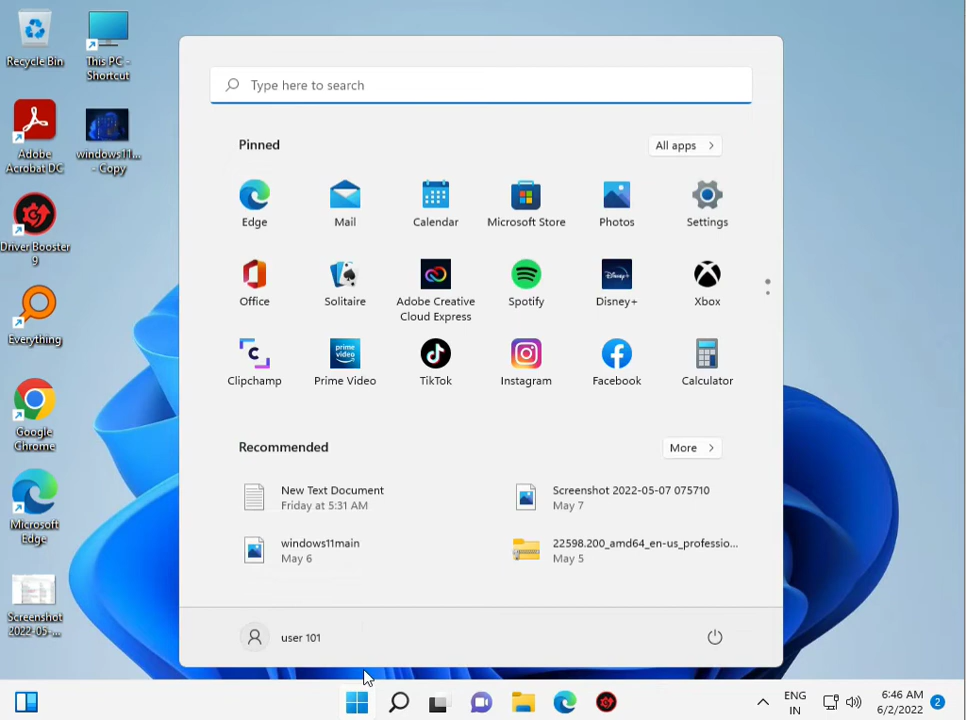 Recycle Bin
This PC -
Shortcut
Adobe
Acrobat DC
windows11...
- Copy
Driver Booster
9
Everything
Google
Chrome
Microsoft
Edge
Screenshot
2022-05-...
Type here to search
Pinned
All apps
Edge
Mail
Calendar
Microsoft Store
Photos
Settings
Office
Solitaire
Adobe Creative
Cloud Express
Spotify
Disney+
Xbox
Clipchamp
prime
video
Prime Video
TikTok
Instagram
Facebook
Calculator
Recommended
More
New Text Document
Friday at 5:31 AM
Screenshot 2022-05-07 075710
May 7
windows11main
May 6
22598.200_amd64_en-us_professio...
May 5
user 101
ENG
IN
6:46 AM
6/2/2022
2